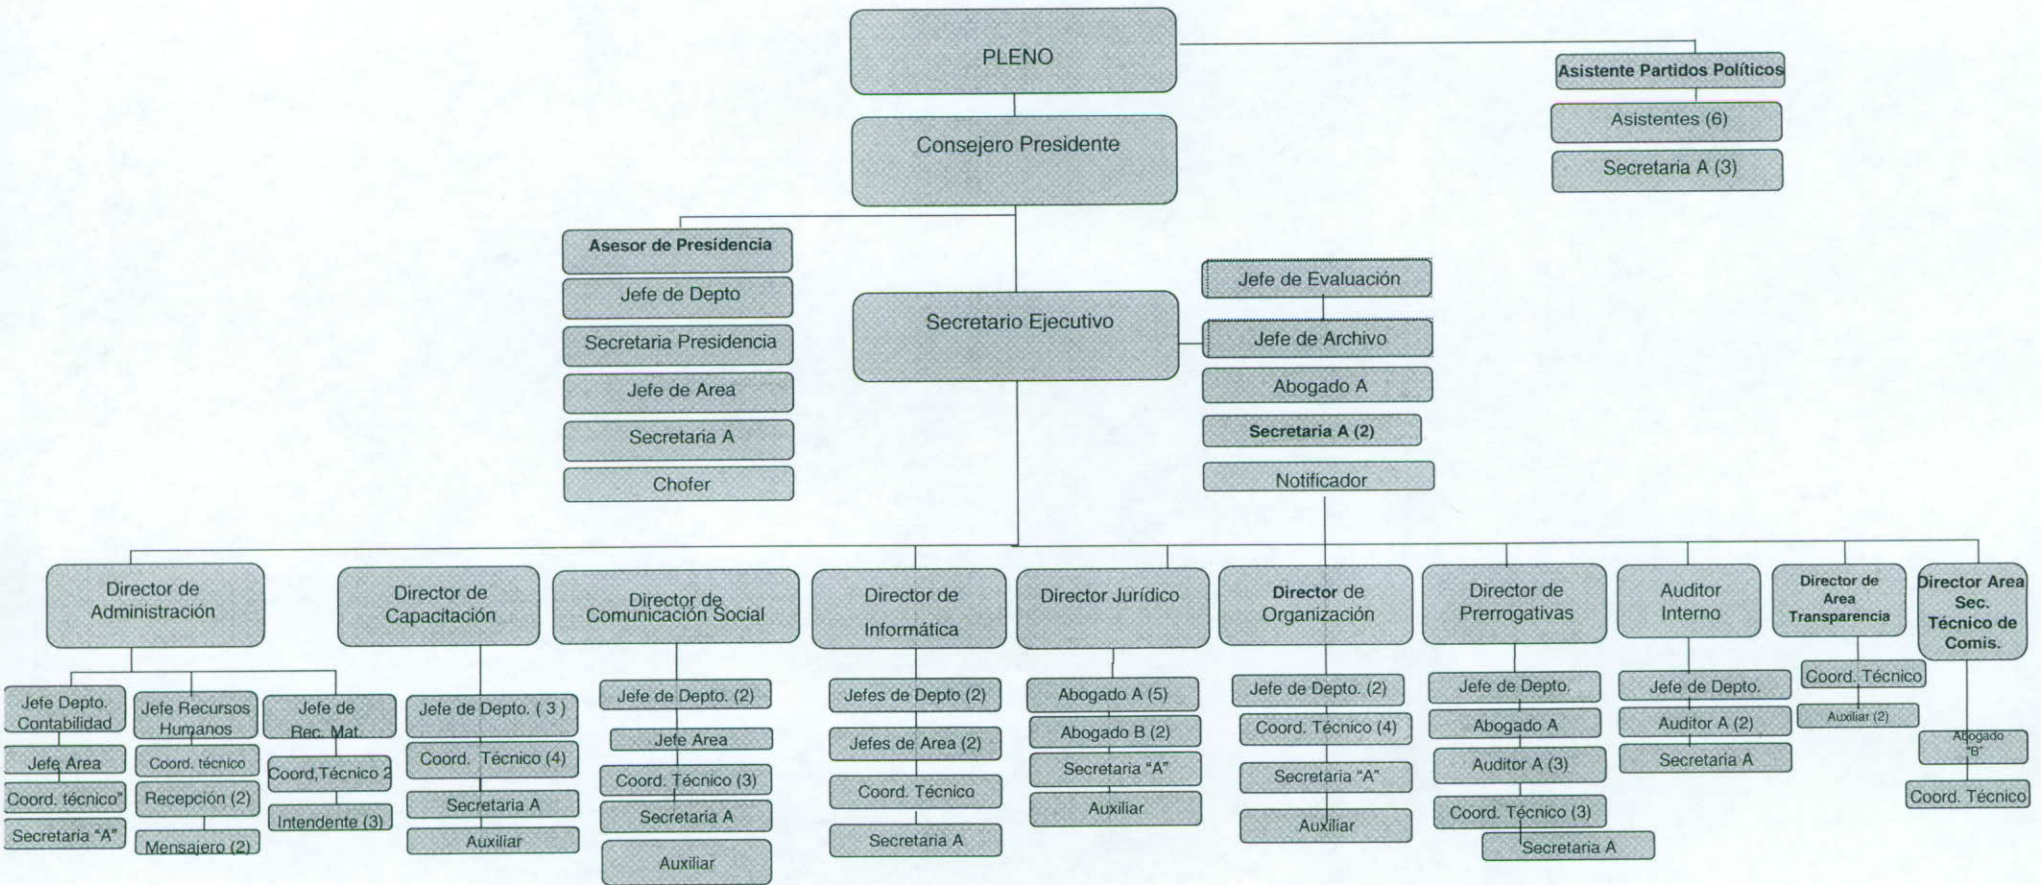 PLENO
Asistente Partidos Políticos
Asistentes (6)
Secretaria A (3)
Consejero Presidente
Asesor de Presidencia
Jefe de Depto
Secretaria Presidencia
Jefe de Area
Secretaria A
Chofer
Secretario Ejecutivo
Jefe de Evaluación
Jefe de Archivo
Abogado A
Secretaria A (2)
Notificador
Director de
Administración
Jefe Depto.
Contabilidad
Jefe Area
Coord. técnico"
Secretaria “A”
Jefe Recursos
Humanos
Coord. técnico
Recepción (2)
Mensajero (2)
Jefe de
Rec. Mat.
Coord,Técnico 2
Intendente (3)
Director de
Capacitación
Jefe de Depto. ( 3 )
Coord. Técnico (4)
Secretaria A
Auxiliar
Director de
Comunicación Social
Jefe de Depto. (2)
Jefe Area
Coord. Técnico (3)
Secretaria A
Auxiliar
Director de
Informática
Jefes de Depto (2)
Jefes de Area (2)
Coord. Técnico
Secretaria A
Director Jurídico
Abogado A (5)
Abogado B (2)
Secretaria “A”
Auxiliar
Director de
Organización
Jefe de Depto. (2)
Coord. Técnico (4)
Secretaria “A”
Auxiliar
Director de
Prerrogativas
Jefe de Depto.
Abogado A
Auditor A (3)
Coord. Técnico (3)
Secretaria A
Auditor
Interno
Jefe de Depto.
Auditor A (2)
Secretaria A
Director de
Area
Transparencia
Coord. Técnico
Auxiliar (2)
Director Area
Sec.
Técnico de
Comis.
Abogado
“B”
Coord. Técnico